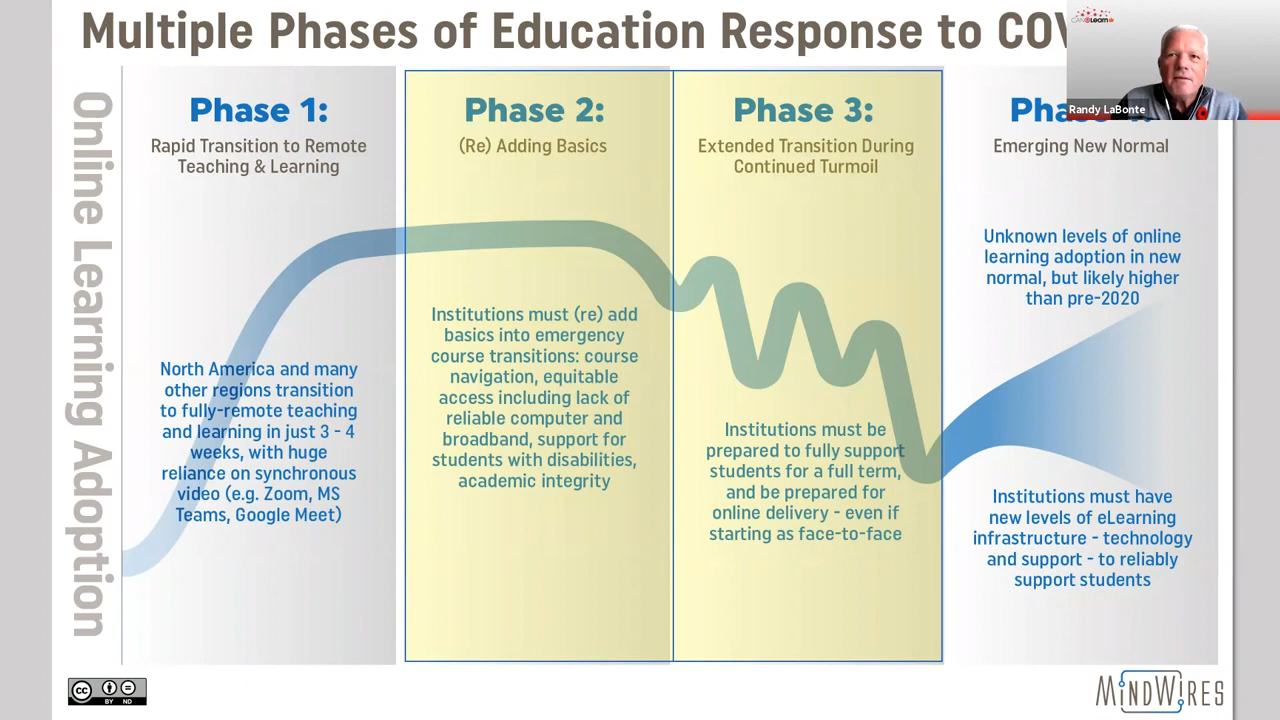 Multiple Phases of Education Response to COV
CANeLearn
Randy LaBonte
Online Learning Adoption
Phase 1:
Rapid Transition to Remote
Teaching & Learning
North America and many
other regions transition
to fully-remote teaching
and learning in just 3 - 4
weeks, with huge
reliance on synchronous
video (e.g. Zoom, MS
Teams, Google Meet)
Phase 2:
(Re) Adding Basics
Institutions must (re) add
basics into emergency
course transitions: course
navigation, equitable
access including lack of
reliable computer and
broadband, support for
students with disabilities,
academic integrity
Phase 3:
Extended Transition During
Continued Turmoil
Institutions must be
prepared to fully support
students for a full term,
and be prepared for
online delivery - even if
starting as face-to-face
Phase 4:
Emerging New Normal
Unknown levels of online
learning adoption in new
normal, but likely higher
than pre-2020
Institutions must have
new levels of eLearning
infrastructure - technology
and support - to reliably
support students
cc BY ND
MINDWIRES